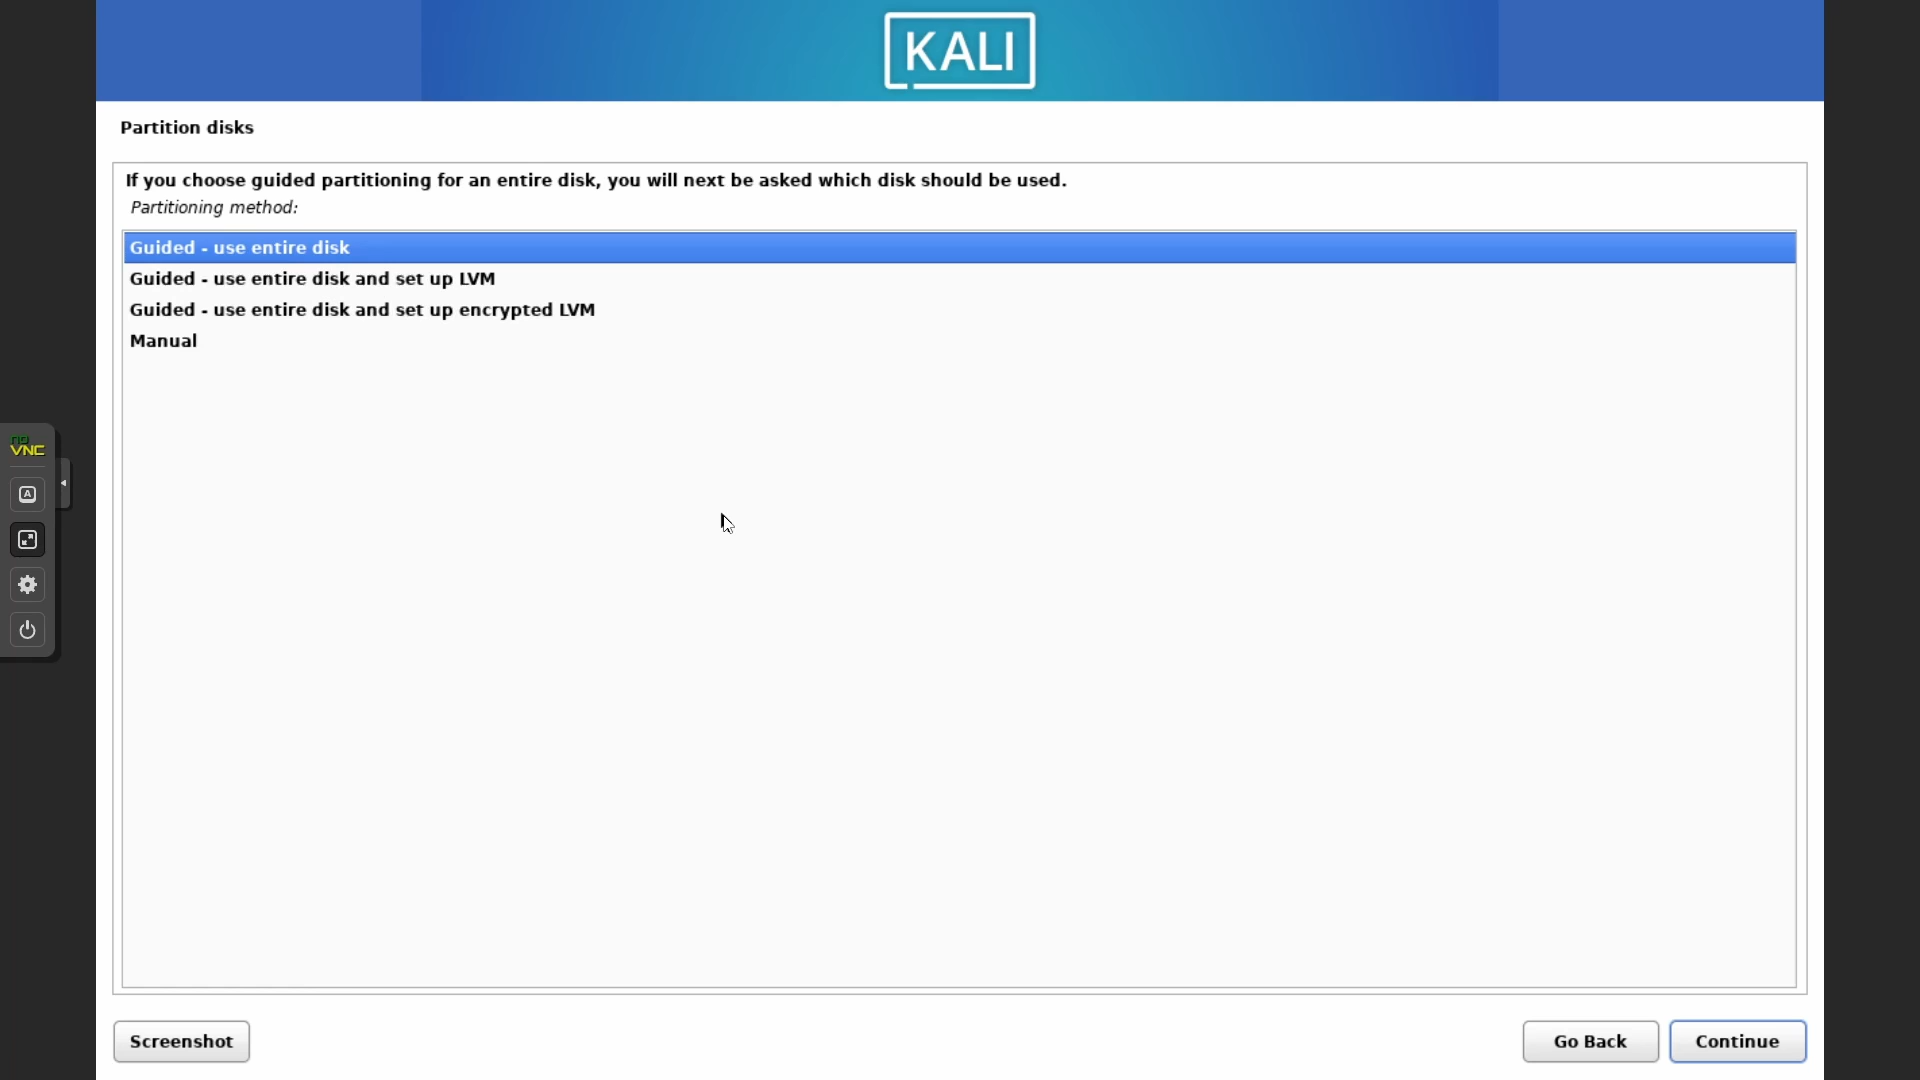 KALI
Partition disks
If you choose guided partitioning for an entire disk, you will next be asked which disk should be used.
Partitioning method:
Guided - use entire disk
Guided - use entire disk and set up LVM
Guided - use entire disk and set up encrypted LVM
Manual
no
VNC
A
Screenshot
Go Back
Continue